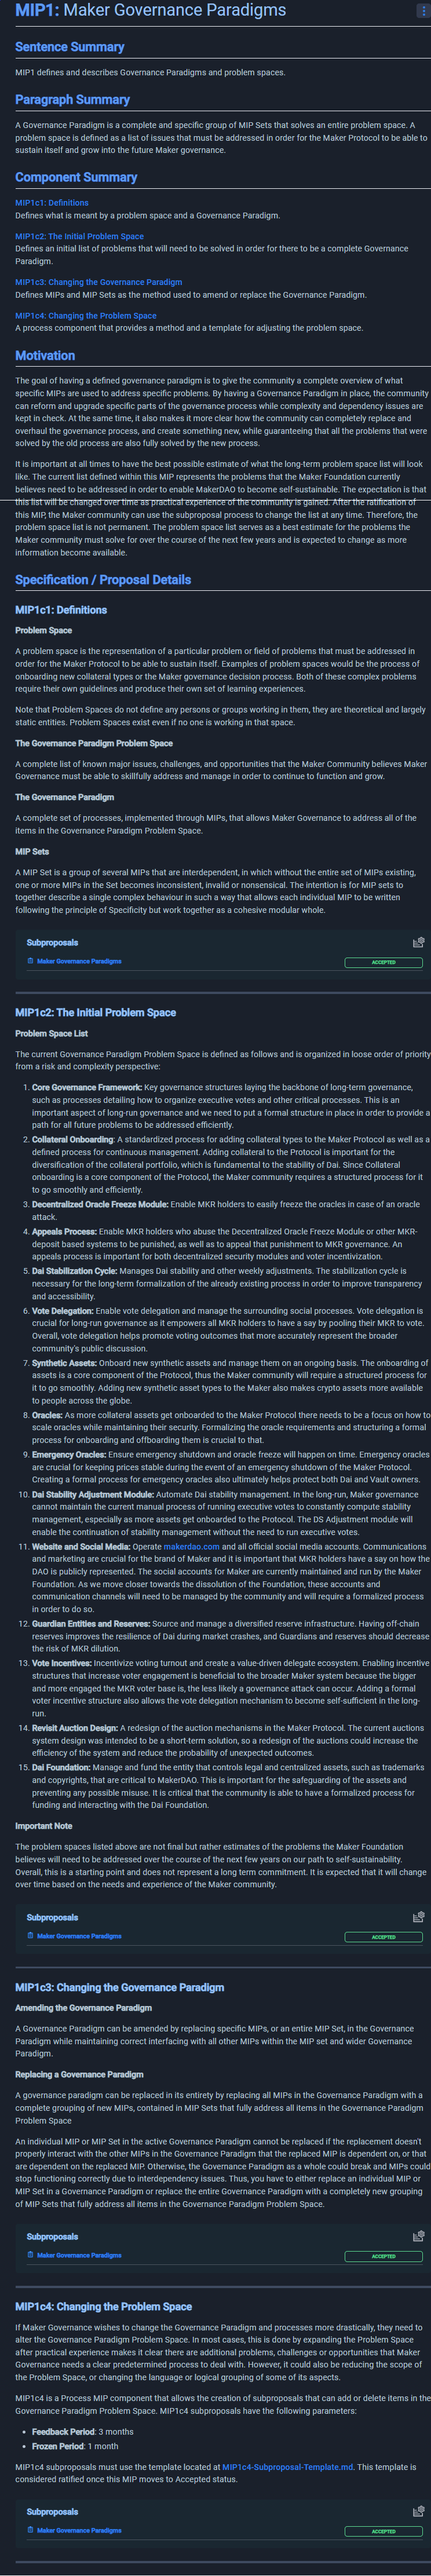 MIP1: Maker Governance Paradigms
Sentence Summary
MIP1 defines and describes Governance Paradigms and problem spaces.
Paragraph Summary
A Governance Paradigm is a complete and specific group of MIP Sets that solves an entire problem space. A
problem space is defined as a list of issues that must be addressed in order for the Maker Protocol to be able to
sustain itself and grow into the future Maker governance.
Component Summary
MIP1c1: Definitions
Defines what is meant by a problem space and a Governance Paradigm.
MIP1c2: The Initial Problem Space
Defines an initial list of problems that will need to be solved in order for there to be a complete Governance
Paradigm.
MIP1c3: Changing the Governance Paradigm
Defines MIPs and MIP Sets as the method used to amend or replace the Governance Paradigm.
MIP1c4: Changing the Problem Space
A process component that provides a method and a template for adjusting the problem space.
Motivation
The goal of having a defined governance paradigm is to give the community a complete overview of what
specific MIPs are used to address specific problems. By having a Governance Paradigm in place, the community
can reform and upgrade specific parts of the governance process while complexity and dependency issues are
kept in check. At the same time, it also makes it more clear how the community can completely replace and
overhaul the governance process, and create something new, while guaranteeing that all the problems that were
solved by the old process are also fully solved by the new process.
It is important at all times to have the best possible estimate of what the long-term problem space list will look
like. The current list defined within this MIP represents the problems that the Maker Foundation currently
believes need to be addressed in order to enable MakerDAO to become self-sustainable. The expectation is that
this list will be changed over time as practical experience of the community is gained. After the ratification of
this MIP, the Maker community can use the subproposal process to change the list at any time. Therefore, the
problem space list is not permanent. The problem space list serves as a best estimate for the problems the
Maker community must solve for over the course of the next few years and is expected to change as more
information become available.
Specification / Proposal Details
MIP1c1: Definitions
Problem Space
A problem space is the representation of a particular problem or field of problems that must be addressed in
order for the Maker Protocol to be able to sustain itself. Examples of problem spaces would be the process of
onboarding new collateral types or the Maker governance decision process. Both of these complex problems
require their own guidelines and produce their own set of learning experiences.
Note that Problem Spaces do not define any persons or groups working in them, they are theoretical and largely
static entities. Problem Spaces exist even if no one is working in that space.
The Governance Paradigm Problem Space
A complete list of known major issues, challenges, and opportunities that the Maker Community believes Maker
Governance must be able to skillfully address and manage in order to continue to function and grow.
The Governance Paradigm
A complete set of processes, implemented through MIPs, that allows Maker Governance to address all of the
items in the Governance Paradigm Problem Space.
MIP Sets
A MIP Set is a group of several MIPs that are interdependent, in which without the entire set of MIPs existing,
one or more MIPs in the Set becomes inconsistent, invalid or nonsensical. The intention is for MIP sets to
together describe a single complex behaviour in such a way that allows each individual MIP to be written
following the principle of Specificity but work together as a cohesive modular whole.
Subproposals
Maker Governance Paradigms ACCEPTED
MIP1c2: The Initial Problem Space
Problem Space List
The current Governance Paradigm Problem Space is defined as follows and is organized in loose order of priority
from a risk and complexity perspective:
1. Core Governance Framework: Key governance structures laying the backbone of long-term governance,
such as processes detailing how to organize executive votes and other critical processes. This is an
important aspect of long-run governance and we need to put a formal structure in place in order to provide a
path for all future problems to be addressed efficiently.
2. Collateral Onboarding: A standardized process for adding collateral types to the Maker Protocol as well as a
defined process for continuous management. Adding collateral to the Protocol is important for the
diversification of the collateral portfolio, which is fundamental to the stability of Dai. Since Collateral
onboarding is a core component of the Protocol, the Maker community requires a structured process for it
to go smoothly and efficiently.
3. Decentralized Oracle Freeze Module: Enable MKR holders to easily freeze the oracles in case of an oracle
attack.
4. Appeals Process: Enable MKR holders who abuse the Decentralized Oracle Freeze Module or other MKR-
deposit based systems to be punished, as well as to appeal that punishment to MKR governance. An
appeals process is important for both decentralized security modules and voter incentivization.
5. Dai Stabilization Cycle: Manages Dai stability and other weekly adjustments. The stabilization cycle is
necessary for the long-term formalization of the already existing process in order to improve transparency
and accessibility.
6. Vote Delegation: Enable vote delegation and manage the surrounding social processes. Vote delegation is
crucial for long-run governance as it empowers all MKR holders to have a say by pooling their MKR to vote.
Overall, vote delegation helps promote voting outcomes that more accurately represent the broader
community's public discussion.
7. Synthetic Assets: Onboard new synthetic assets and manage them on an ongoing basis. The onboarding of
assets is a core component of the Protocol, thus the Maker community will require a structured process for
it to go smoothly. Adding new synthetic asset types to the Maker also makes crypto assets more available
to people across the globe.
8. Oracles: As more collateral assets get onboarded to the Maker Protocol there needs to be a focus on how to
scale oracles while maintaining their security. Formalizing the oracle requirements and structuring a formal
process for onboarding and offboarding them is crucial to that.
9. Emergency Oracles: Ensure emergency shutdown and oracle freeze will happen on time. Emergency oracles
are crucial for keeping prices stable during the event of an emergency shutdown of the Maker Protocol.
Creating a formal process for emergency oracles also ultimately helps protect both Dai and Vault owners.
10. Dai Stability Adjustment Module: Automate Dai stability management. In the long-run, Maker governance
cannot maintain the current manual process of running executive votes to constantly compute stability
management, especially as more assets get onboarded to the Protocol. The DS Adjustment module will
enable the continuation of stability management without the need to run executive votes.
11. Website and Social Media: Operate makerdao.com and all official social media accounts. Communications
and marketing are crucial for the brand of Maker and it is important that MKR holders have a say on how the
DAO is publicly represented. The social accounts for Maker are currently maintained and run by the Maker
Foundation. As we move closer towards the dissolution of the Foundation, these accounts and
communication channels will need to be managed by the community and will require a formalized process
in order to do so.
12. Guardian Entities and Reserves: Source and manage a diversified reserve infrastructure. Having off-chain
reserves improves the resilience of Dai during market crashes, and Guardians and reserves should decrease
the risk of MKR dilution.
13. Vote Incentives: Incentivize voting turnout and create a value-driven delegate ecosystem. Enabling incentive
structures that increase voter engagement is beneficial to the broader Maker system because the bigger
and more engaged the MKR voter base is, the less likely a governance attack can occur. Adding a formal
voter incentive structure also allows the vote delegation mechanism to become self-sufficient in the long-
run.
14. Revisit Auction Design: A redesign of the auction mechanisms in the Maker Protocol. The current auctions
system design was intended to be a short-term solution, so a redesign of the auctions could increase the
efficiency of the system and reduce the probability of unexpected outcomes.
15. Dai Foundation: Manage and fund the entity that controls legal and centralized assets, such as trademarks
and copyrights, that are critical to MakerDAO. This is important for the safeguarding of the assets and
preventing any possible misuse. It is critical that the community is able to have a formalized process for
funding and interacting with the Dai Foundation.
Important Note
The problem spaces listed above are not final but rather estimates of the problems the Maker Foundation
believes will need to be addressed over the course of the next few years on our path to self-sustainability.
Overall, this is a starting point and does not represent a long term commitment. It is expected that it will change
over time based on the needs and experience of the Maker community.
Subproposals
Maker Governance Paradigms ACCEPTED
MIP1c3: Changing the Governance Paradigm
Amending the Governance Paradigm
A Governance Paradigm can be amended by replacing specific MIPs, or an entire MIP Set, in the Governance
Paradigm while maintaining correct interfacing with all other MIPs within the MIP set and wider Governance
Paradigm.
Replacing a Governance Paradigm
A governance paradigm can be replaced in its entirety by replacing all MIPs in the Governance Paradigm with a
complete grouping of new MIPs, contained in MIP Sets that fully address all items in the Governance Paradigm
Problem Space
An individual MIP or MIP Set in the active Governance Paradigm cannot be replaced if the replacement doesn't
properly interact with the other MIPs in the Governance Paradigm that the replaced MIP is dependent on, or that
are dependent on the replaced MIP. Otherwise, the Governance Paradigm as a whole could break and MIPs could
stop functioning correctly due to interdependency issues. Thus, you have to either replace an individual MIP or
MIP Set in a Governance Paradigm or replace the entire Governance Paradigm with a completely new grouping
of MIP Sets that fully address all items in the Governance Paradigm Problem Space.
Subproposals
Maker Governance Paradigms ACCEPTED
MIP1c4: Changing the Problem Space
If Maker Governance wishes to change the Governance Paradigm and processes more drastically, they need to
alter the Governance Paradigm Problem Space. In most cases, this is done by expanding the Problem Space
after practical experience makes it clear there are additional problems, challenges or opportunities that Maker
Governance needs a clear predetermined process to deal with. However, it could also be reducing the scope of
the Problem Space, or changing the language or logical grouping of some of its aspects.
MIP1c4 is a Process MIP component that allows the creation of subproposals that can add or delete items in the
Governance Paradigm Problem Space. MIP1c4 subproposals have the following parameters:
• Feedback Period: 3 months
• Frozen Period: 1 month
MIP1c4 subproposals must use the template located at MIP1c4-Subproposal-Template.md. This template is
considered ratified once this MIP moves to Accepted status.
Subproposals
Maker Governance Paradigms ACCEPTED